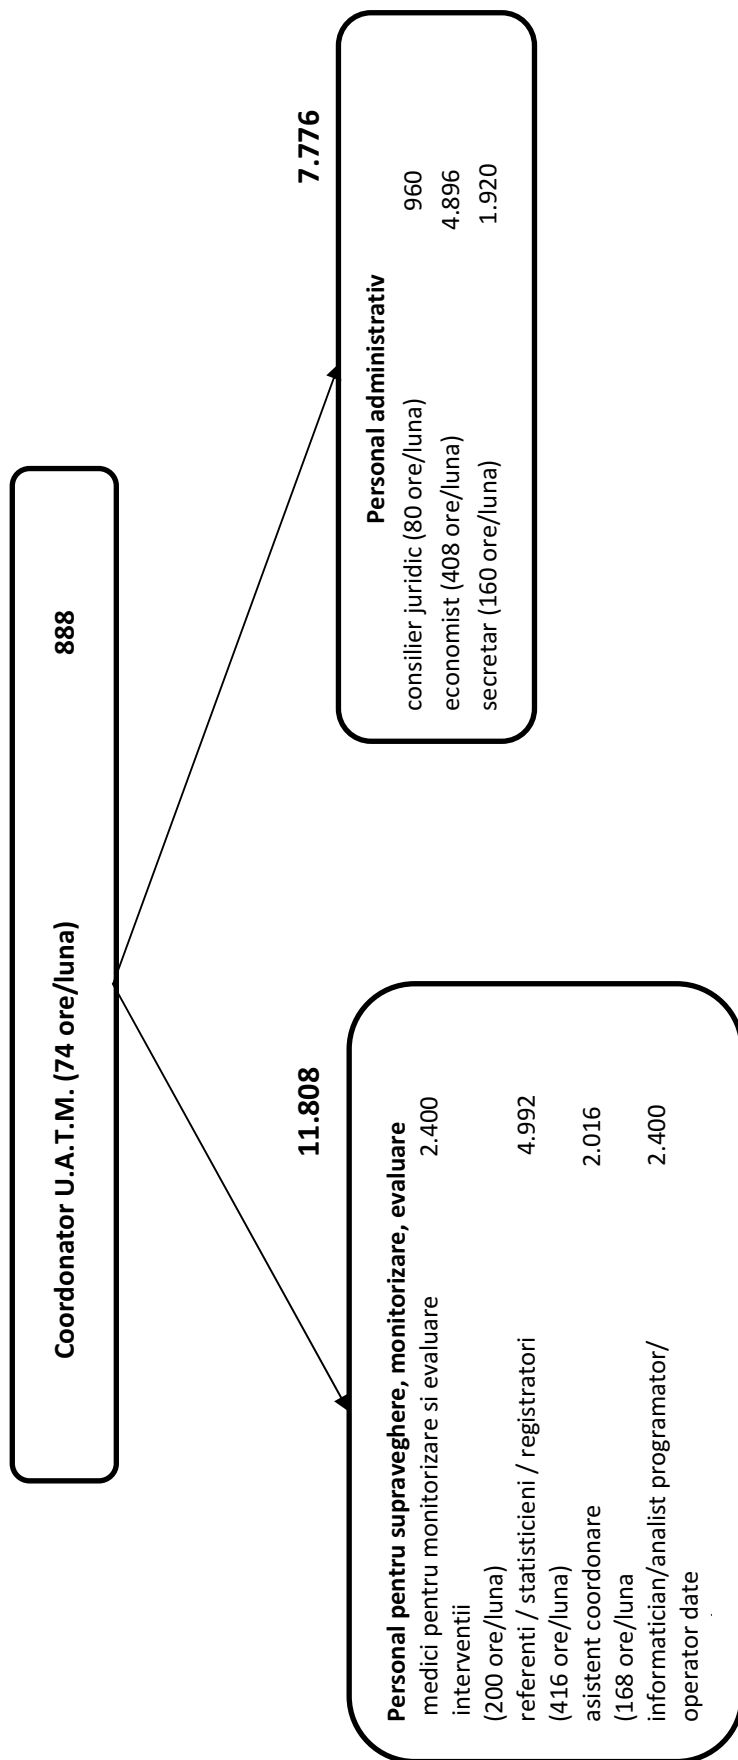 Coordonator U.A.T.M. (74 ore/luna) 888
11.808
Personal pentru supraveghere, monitorizare, evaluare
medici pentru monitorizare si evaluare 2.400
interventii
(200 ore/luna)
referenti / statisticieni / registratori 4.992
(416 ore/luna)
asistent coordonare 2.016
(168 ore/luna
informatician/analist programator/ 2.400
operator date
7.776
Personal administrativ
consilier juridic (80 ore/luna) 960
economist (408 ore/luna) 4.896
secretar (160 ore/luna) 1.920